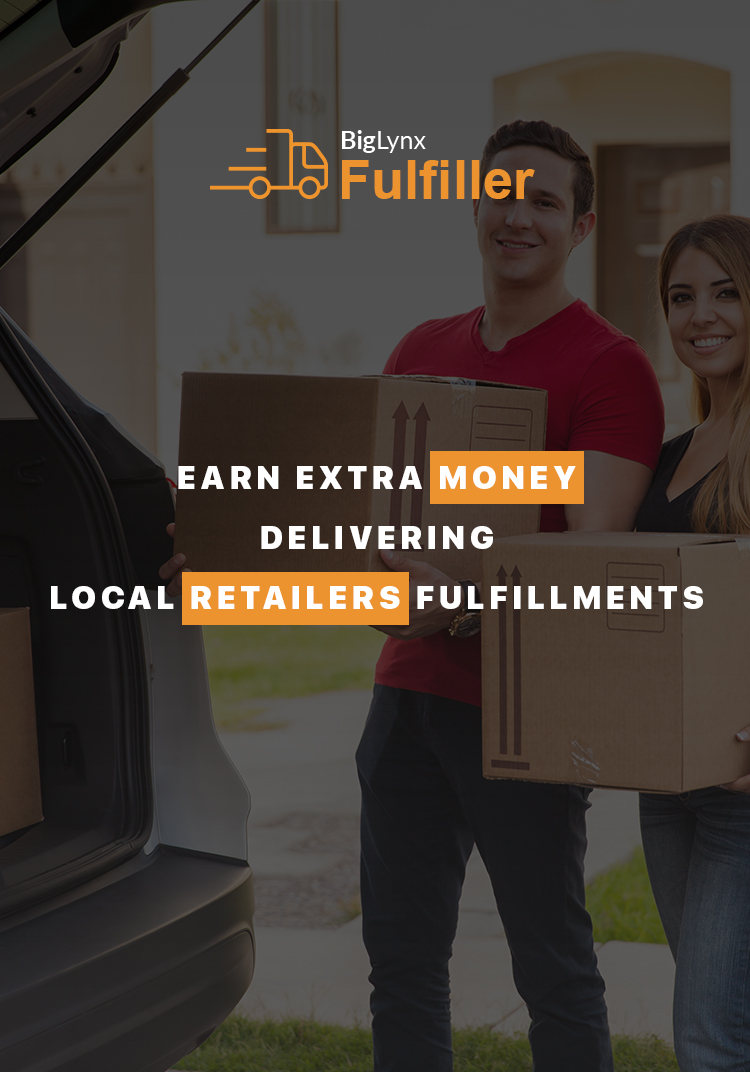 BigLynx
Fulfiller
EARN EXTRA MONEY
DELIVERING
LOCAL RETAILERS FULFILLMENTS